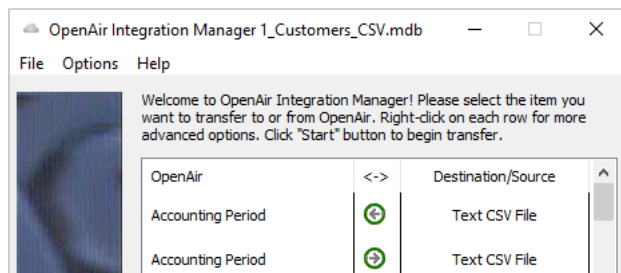 OpenAir Integration Manager 1_Customers_CSV.mdb
File Options Help
Welcome to OpenAir Integration Manager! Please select the item you
want to transfer to or from OpenAir. Right-click on each row for more
advanced options. Click "Start" button to begin transfer.
OpenAir <-> Destination/Source
Accounting Period Text CSV File
Accounting Period Text CSV File